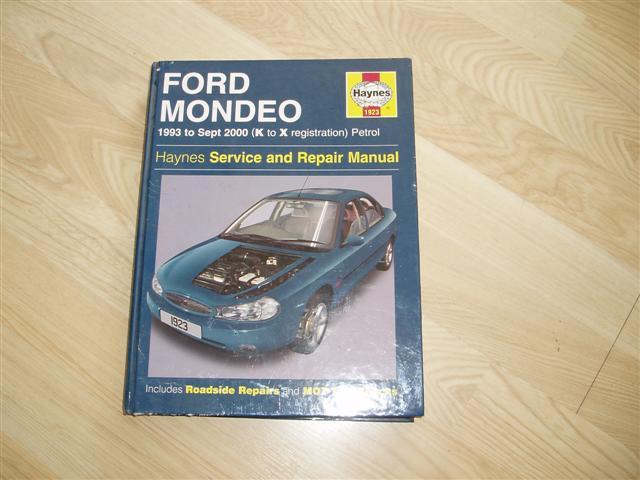 FORD
MONDEO
Haynes
1923
1993 to Sept 2000 (K to X registration) Petrol
Haynes Service and Repair Manual
1923
Includes Roadside Repairs and MOT